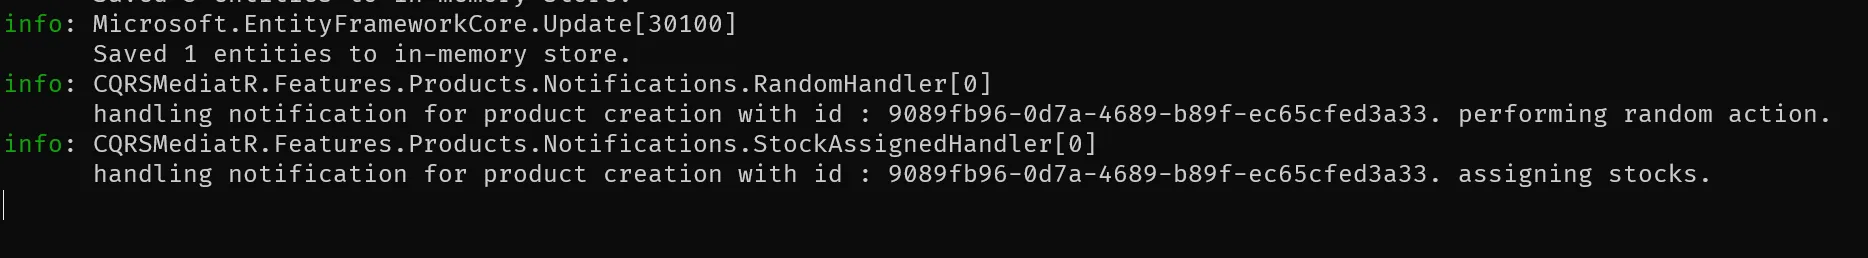 info: Microsoft.EntityFrameworkCore.Update[30100]
Saved 1 entities to in-memory store.
info: CQRSMediatR.Features.Products.Notifications.RandomHandler[0]
handling notification for product creation with id : 9089fb96-0d7a-4689-b89f-ec65cfed3a33. performing random action.
info: CQRSMediatR.Features.Products.Notifications.StockAssignedHandler[0]
handling notification for product creation with id : 9089fb96-0d7a-4689-b89f-ec65cfed3a33. assigning stocks.